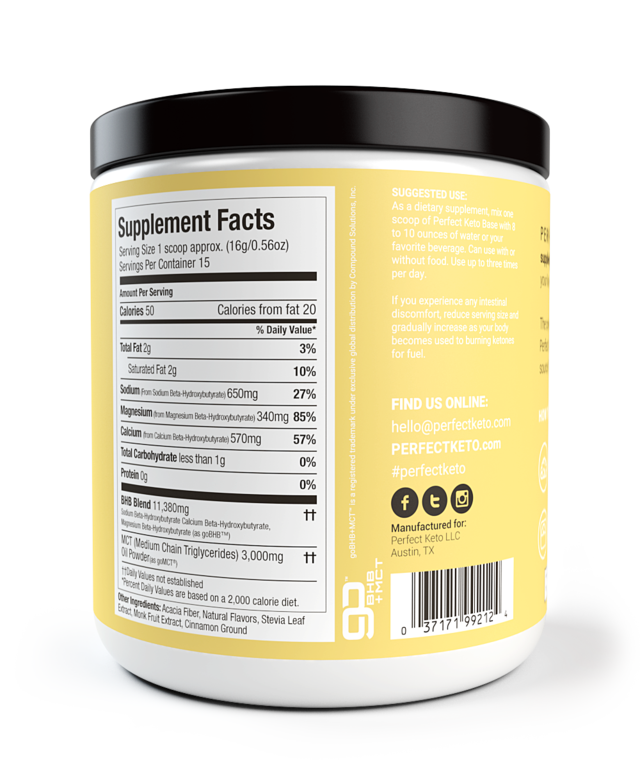 Supplement Facts
Serving Size 1 scoop approx. (16g/0.56oz)
Servings Per Container 15
Amount Per Serving
Calories 50 Calories from fat 20
% Daily Value*
Total Fat 2g 3%
Saturated Fat 2g 10%
Sodium (From Sodium Beta-Hydroxybutyrate) 650mg 27%
Magnesium (from Magnesium Beta-Hydroxybutyrate) 340mg 85%
Calcium (from Calcium Beta-Hydroxybutyrate) 570mg 57%
Total Carbohydrate less than 1g 0%
Protein 0g 0%
BHB Blend 11,380mg ††
Sodium Beta-Hydroxybutyrate Calcium Beta-Hydroxybutyrate,
Magnesium Beta-Hydroxybutyrate (as goBHB™)
MCT (Medium Chain Triglycerides) 3,000mg ††
Oil Powder (as goMCT®)
††Daily Values not established
*Percent Daily Values are based on a 2,000 calorie diet.
Other Ingredients: Acacia Fiber, Natural Flavors, Stevia Leaf
Extract, Monk Fruit Extract, Cinnamon Ground
goBHB+MCT™ is a registered trademark under exclusive global distribution by Compound Solutions, Inc.
go™
BHB
+MCT
SUGGESTED USE:
As a dietary supplement, mix one
scoop of Perfect Keto Base with 8
to 10 ounces of water or your
favorite beverage. Can use with or
without food. Use up to three times
per day.
If you experience any intestinal
discomfort, reduce serving size and
gradually increase as your body
becomes used to burning ketones
for fuel.
FIND US ONLINE:
hello@perfectketo.com
PERFECTKETO.COM
#perfectketo
Manufactured for:
Perfect Keto LLC
Austin, TX
0 37171 99212 4